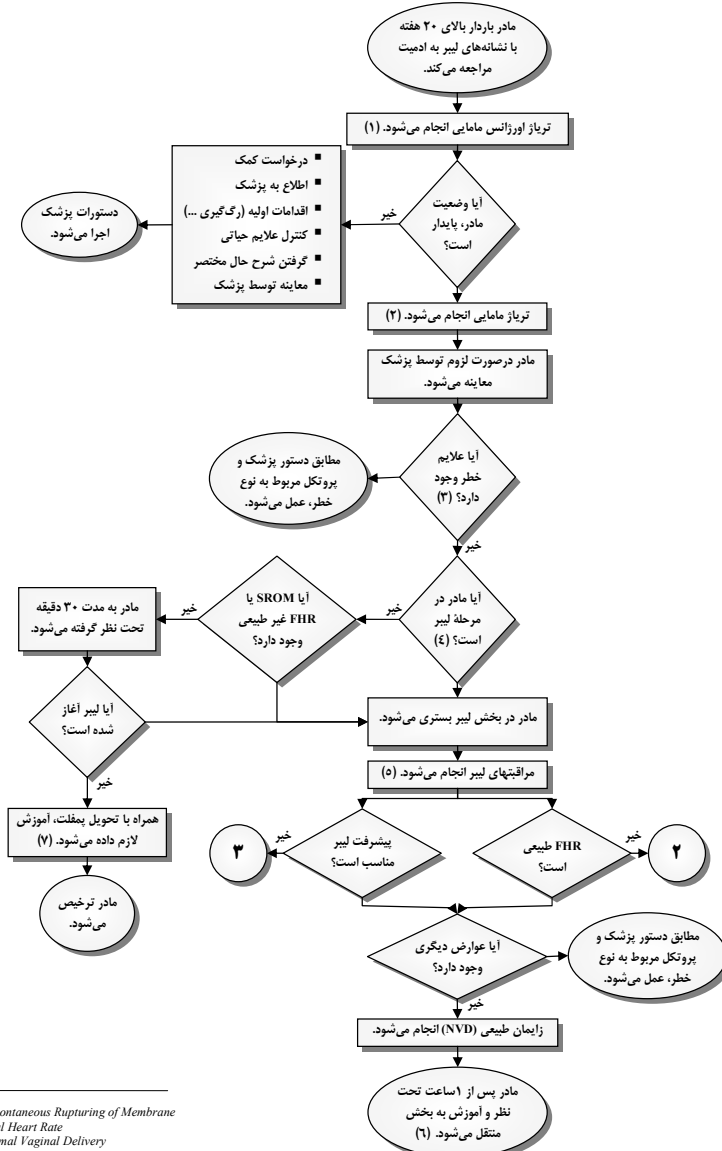 مادر باردار بالای ۲۰ هفته
با نشانه‌های لیبر به ادمیت
مراجعه می‌کند.
تریاژ اورژانس مامایی انجام می‌شود. (۱)
آیا وضعیت
مادر، پایدار
است؟
خیر
▪ درخواست کمک
▪ اطلاع به پزشک
▪ اقدامات اولیه (رگ‌گیری ...)
▪ کنترل علایم حیاتی
▪ گرفتن شرح حال مختصر
▪ معاینه توسط پزشک
دستورات پزشک
اجرا می‌شود.
تریاژ مامایی انجام می‌شود. (۲)
مادر درصورت لزوم توسط پزشک
معاینه می‌شود.
آیا علایم
خطر وجود
دارد؟ (۳)
مطابق دستور پزشک و
پروتکل مربوط به نوع
خطر، عمل می‌شود.
خیر
آیا مادر در
مرحلهٔ لیبر
است؟ (٤)
خیر
آیا SROM یا
FHR غیر طبیعی
وجود دارد؟
خیر
مادر به مدت ۳۰ دقیقه
تحت نظر گرفته می‌شود.
آیا لیبر آغاز
شده است؟
مادر در بخش لیبر بستری می‌شود.
مراقبتهای لیبر انجام می‌شود. (٥)
خیر
همراه با تحویل پمفلت، آموزش
لازم داده می‌شود. (۷)
مادر ترخیص
می‌شود.
FHR طبیعی
است؟
خیر
۲
پیشرفت لیبر
مناسب است؟
خیر
۳
آیا عوارض دیگری
وجود دارد؟
مطابق دستور پزشک و
پروتکل مربوط به نوع
خطر، عمل می‌شود.
خیر
زایمان طبیعی (NVD) انجام می‌شود.
مادر پس از ۱ساعت تحت
نظر و آموزش به بخش
منتقل می‌شود. (٦)
ontaneous Rupturing of Membrane
al Heart Rate
rmal Vaginal Delivery